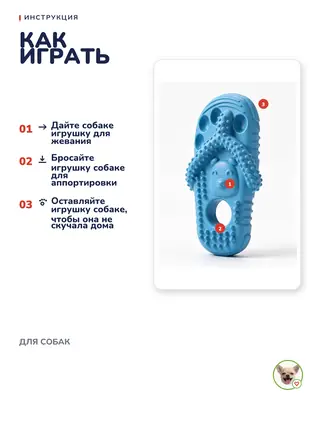 ИНСТРУКЦИЯ
КАК
ИГРАТЬ
01 Дайте собаке
игрушку для
жевания
02 Бросайте
игрушку собаке
для
аппортировки
03 Оставляйте
игрушку собаке,
чтобы она не
скучала дома
3
1
2
ДЛЯ СОБАК